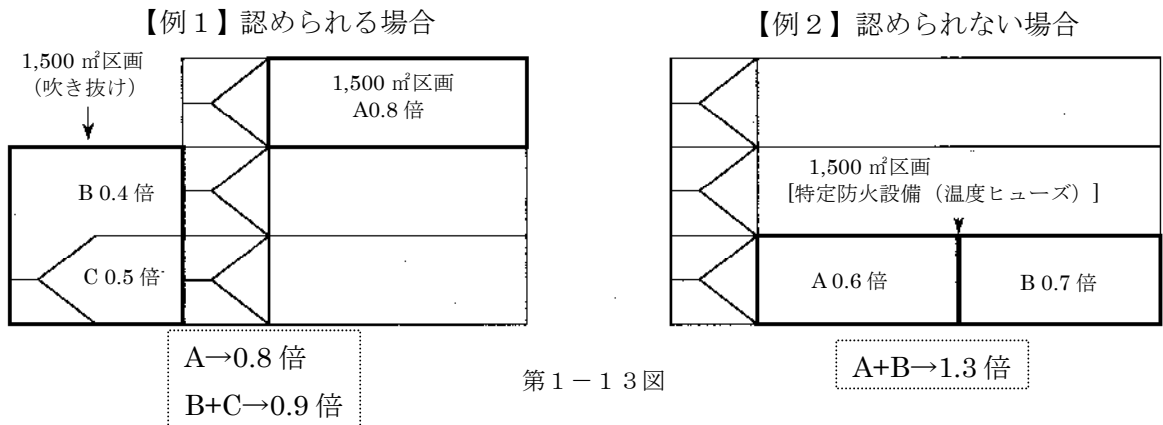 【例１】認められる場合
1,500 ㎡区画
（吹き抜け）
1,500 ㎡区画
A0.8 倍
B 0.4 倍
C 0.5 倍
A→0.8 倍
B+C→0.9 倍
第１－１３図
【例２】認められない場合
1,500 ㎡区画
[特定防火設備（温度ヒューズ）]
A 0.6 倍
B 0.7 倍
A+B→1.3 倍